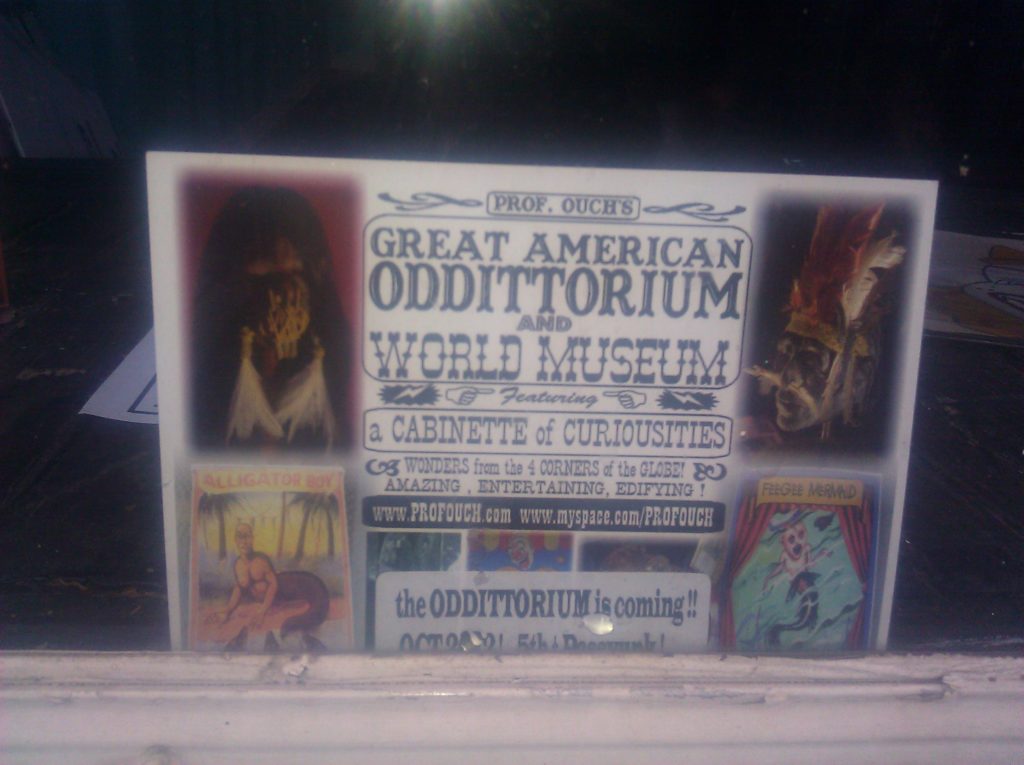 PROF. OUCH'S
GREAT AMERICAN
ODDITTORIUM
AND
WORLD MUSEUM
Featuring
a CABINETTE of CURIOUSITIES
WONDERS from the 4 CORNERS of the GLOBE!
AMAZING, ENTERTAINING, EDIFYING !
www.PROFOUCH.com www.myspace.com/PROFOUCH
ALLIGATOR BOY
FEEGEE MERMAID
the ODDITTORIUM is coming!!
5th & Passyunk!